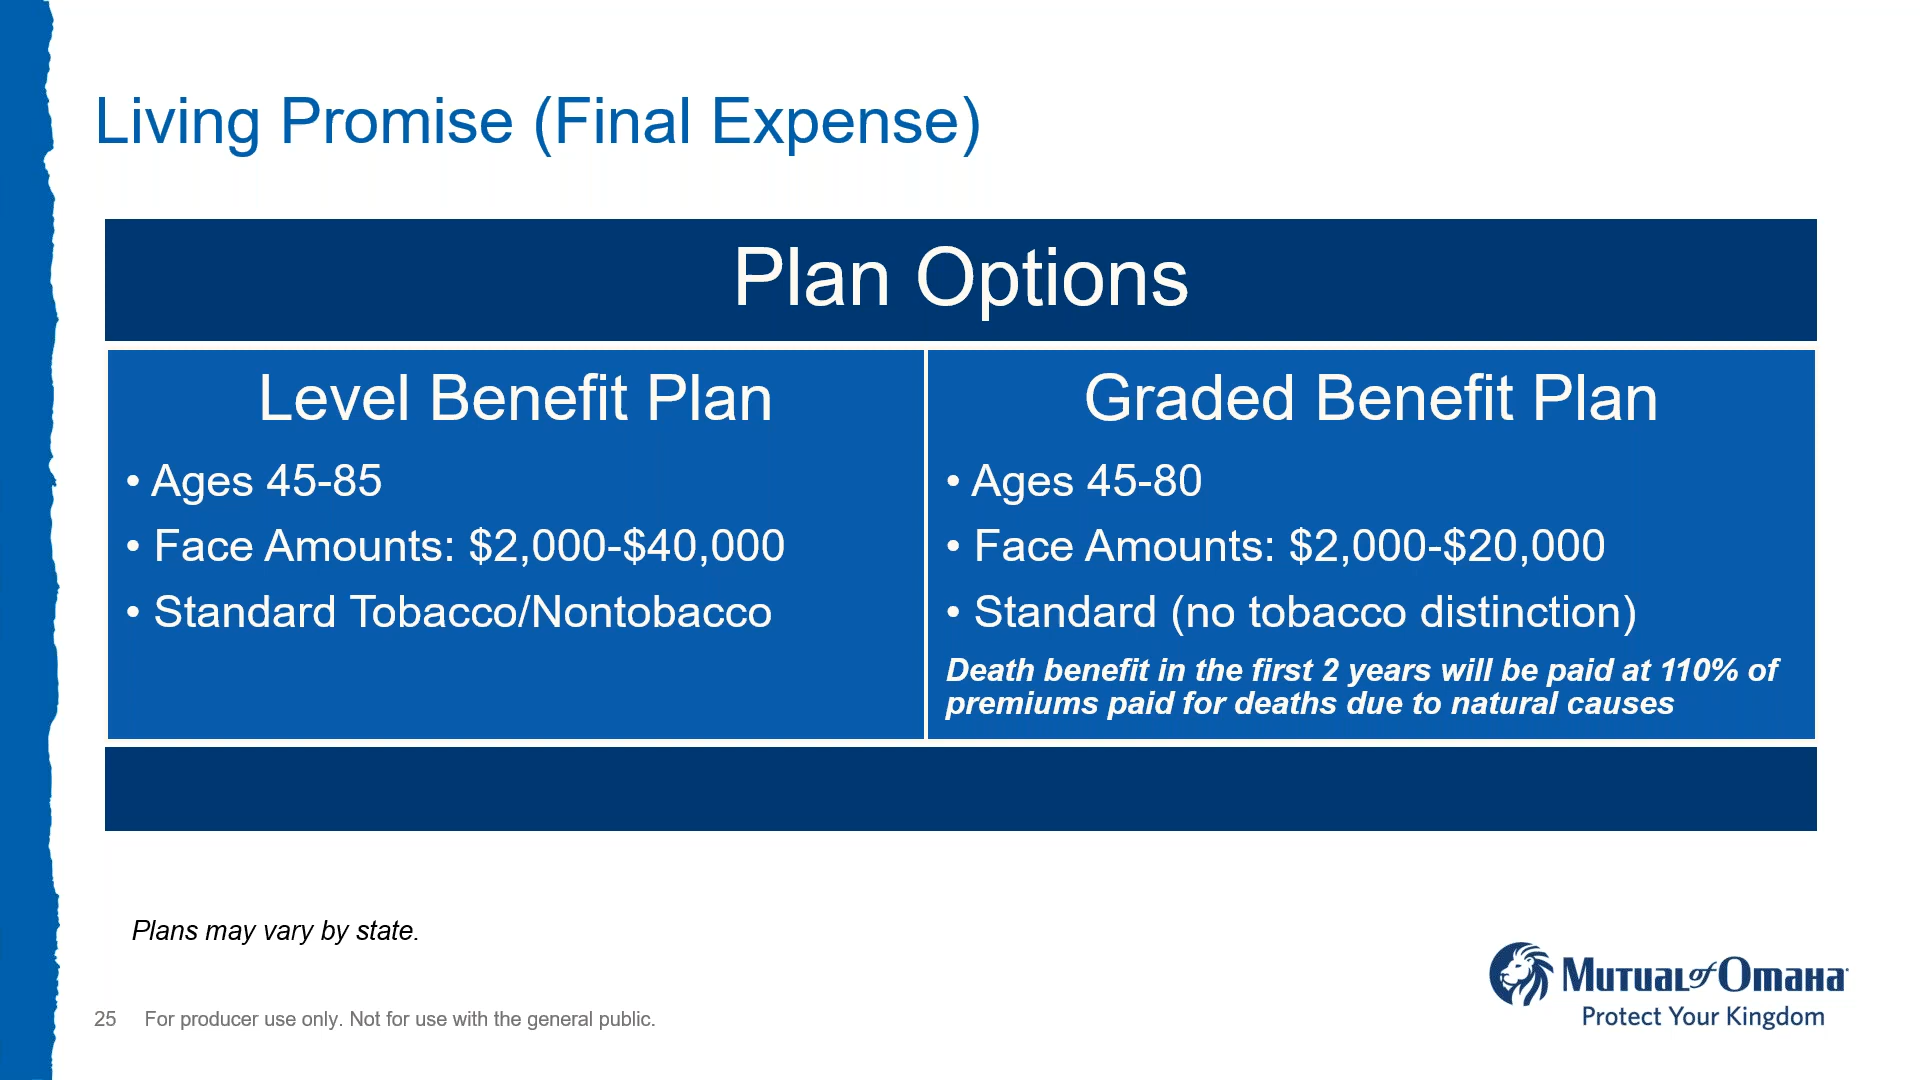 Living Promise (Final Expense)
Plan Options
Level Benefit Plan
• Ages 45-85
• Face Amounts: $2,000-$40,000
• Standard Tobacco/Nontobacco
Graded Benefit Plan
• Ages 45-80
• Face Amounts: $2,000-$20,000
• Standard (no tobacco distinction)
Death benefit in the first 2 years will be paid at 110% of
premiums paid for deaths due to natural causes
Plans may vary by state.
Mutual of Omaha
Protect Your Kingdom
25 For producer use only. Not for use with the general public.